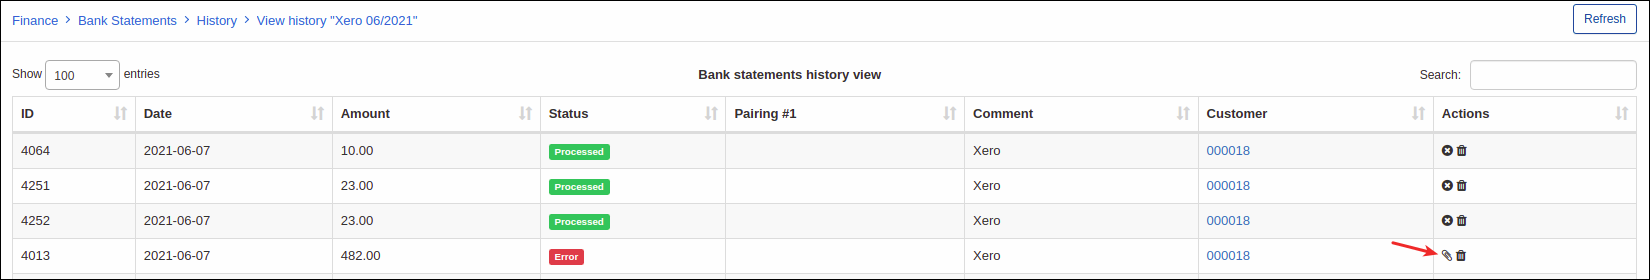 Finance > Bank Statements > History > View history "Xero 06/2021"
Refresh
Show 100 entries
Bank statements history view
Search:
ID Date Amount Status Pairing #1 Comment Customer Actions
4064 2021-06-07 10.00 Processed Xero 000018
4251 2021-06-07 23.00 Processed Xero 000018
4252 2021-06-07 23.00 Processed Xero 000018
4013 2021-06-07 482.00 Error Xero 000018